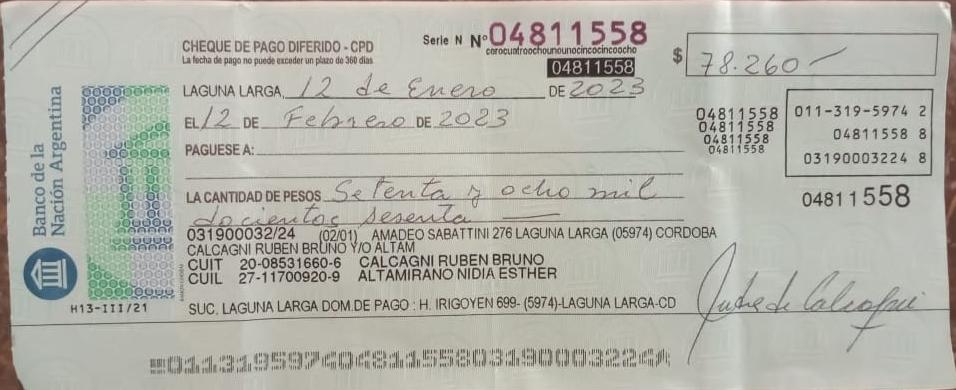 CHEQUE DE PAGO DIFERIDO - CPD
La fecha de pago no puede exceder un plazo de 360 días
Serie N Nº04811558
cerocuatroochounounocincocincoocho
04811558
$ 78.260
LAGUNA LARGA, 12 de Enero DE 2023
EL 12 DE Febrero DE 2023
PAGUESE A:
04811558
04811558
04811558
04811558
011-319-5974 2
04811558 8
03190003224 8
04811558
LA CANTIDAD DE PESOS Setenta y ocho mil
docientos sesenta
031900032/24 (02/01) AMADEO SABATTINI 276 LAGUNA LARGA (05974) CORDOBA
CALCAGNI RUBEN BRUNO Y/O ALTAM
CUIT 20-08531660-6 CALCAGNI RUBEN BRUNO
CUIL 27-11700920-9 ALTAMIRANO NIDIA ESTHER
SUC. LAGUNA LARGA DOM.DE PAGO : H. IRIGOYEN 699- (5974)-LAGUNA LARGA-CD
Banco de la
Nación Argentina
H13-III/21
01131959740481155803190003224